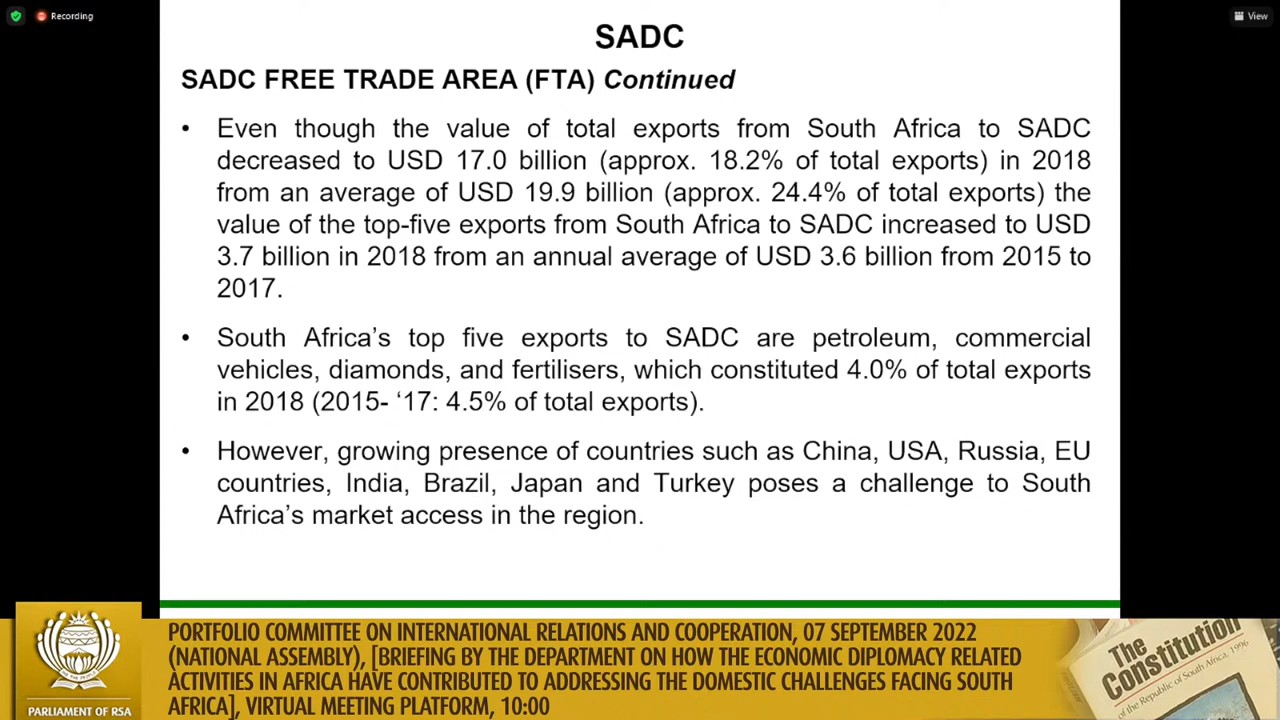 Recording
View
SADC
SADC FREE TRADE AREA (FTA) Continued
• Even though the value of total exports from South Africa to SADC
decreased to USD 17.0 billion (approx. 18.2% of total exports) in 2018
from an average of USD 19.9 billion (approx. 24.4% of total exports) the
value of the top-five exports from South Africa to SADC increased to USD
3.7 billion in 2018 from an annual average of USD 3.6 billion from 2015 to
2017.
• South Africa’s top five exports to SADC are petroleum, commercial
vehicles, diamonds, and fertilisers, which constituted 4.0% of total exports
in 2018 (2015- ‘17: 4.5% of total exports).
• However, growing presence of countries such as China, USA, Russia, EU
countries, India, Brazil, Japan and Turkey poses a challenge to South
Africa’s market access in the region.
PORTFOLIO COMMITTEE ON INTERNATIONAL RELATIONS AND COOPERATION, 07 SEPTEMBER 2022
(NATIONAL ASSEMBLY), [BRIEFING BY THE DEPARTMENT ON HOW THE ECONOMIC DIPLOMACY RELATED
ACTIVITIES IN AFRICA HAVE CONTRIBUTED TO ADDRESSING THE DOMESTIC CHALLENGES FACING SOUTH
AFRICA], VIRTUAL MEETING PLATFORM, 10:00
PARLIAMENT OF RSA
The
Constitution
of the Republic of South Africa, 1996